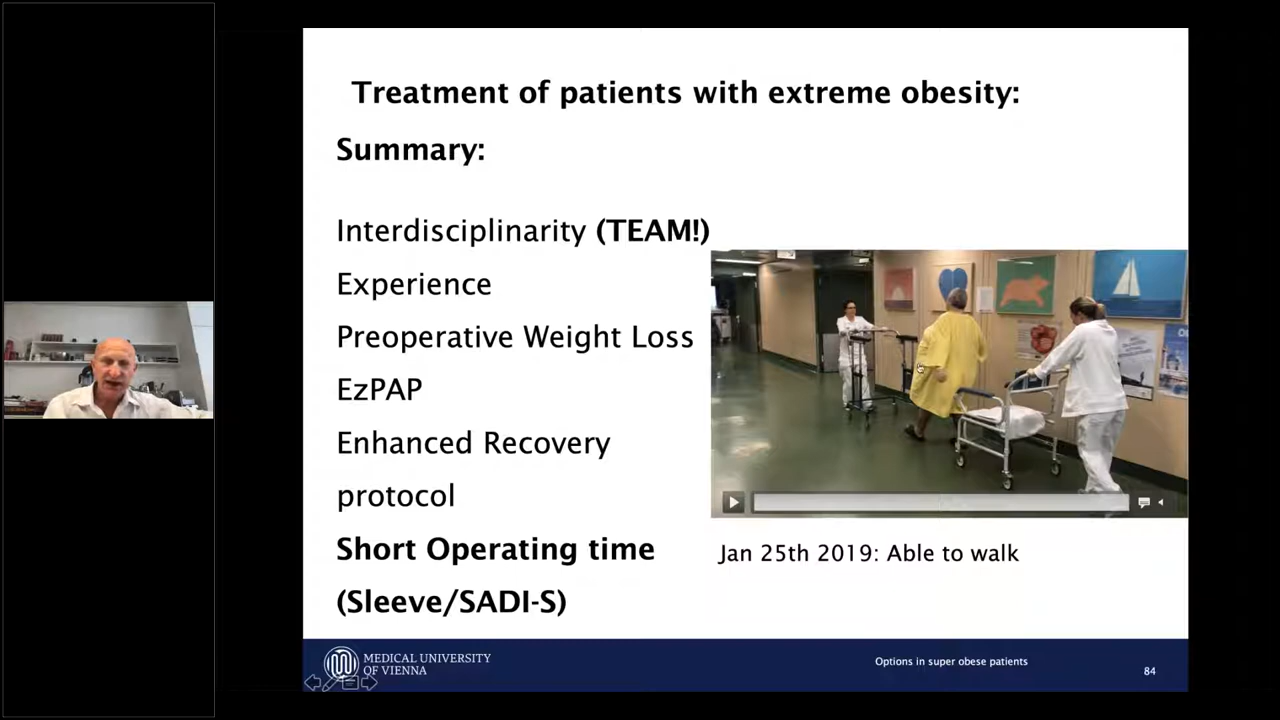 Treatment of patients with extreme obesity:
Summary:
Interdisciplinarity (TEAM!)
Experience
Preoperative Weight Loss
EzPAP
Enhanced Recovery
protocol
Short Operating time
(Sleeve/SADI-S)
Jan 25th 2019: Able to walk
MEDICAL UNIVERSITY
OF VIENNA
Options in super obese patients
84